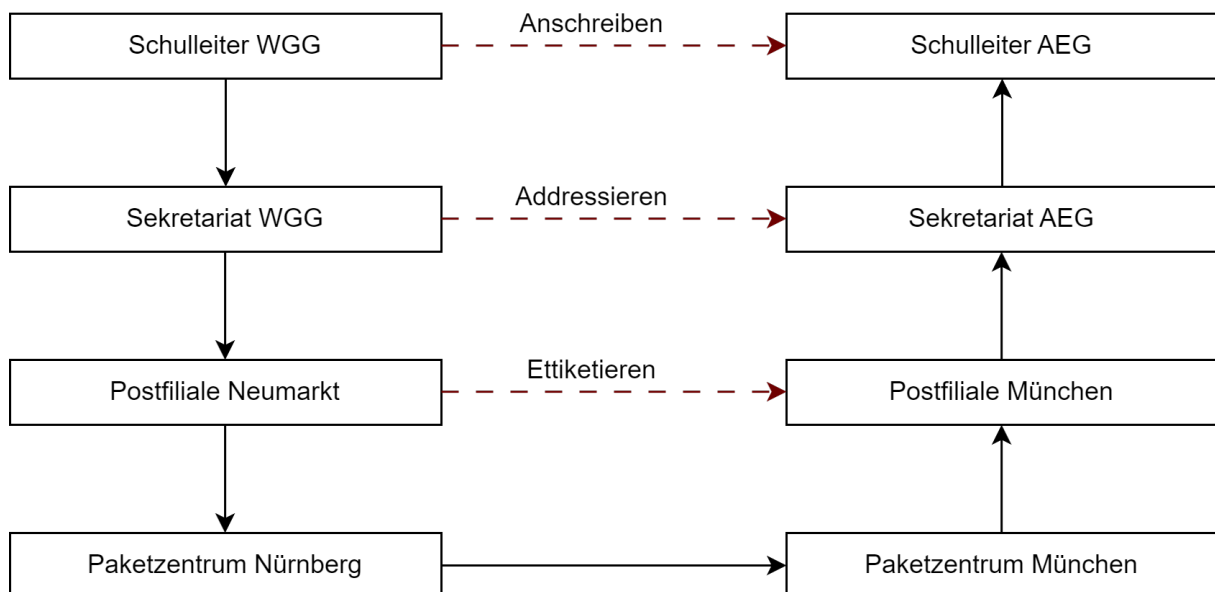 Schulleiter WGG
Anschreiben
Schulleiter AEG
Sekretariat WGG
Addressieren
Sekretariat AEG
Postfiliale Neumarkt
Ettiketieren
Postfiliale München
Paketzentrum Nürnberg
Paketzentrum München